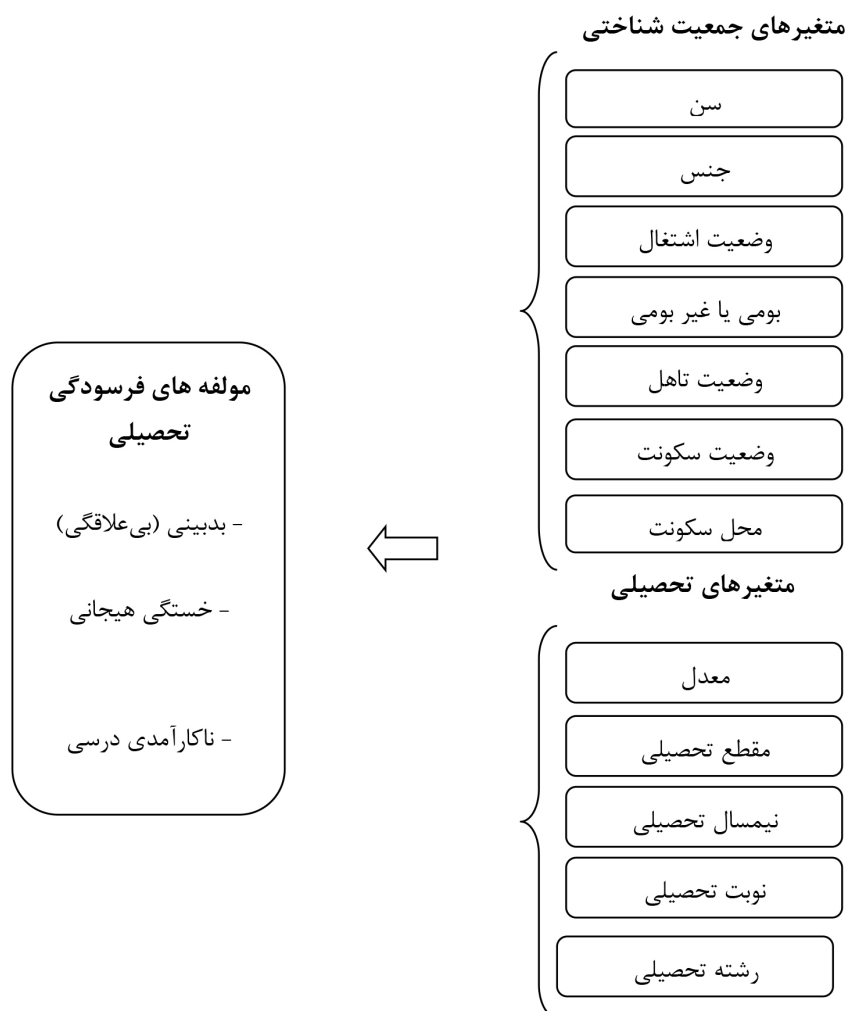 متغیرهای جمعیت شناختی
سن
جنس
وضعیت اشتغال
بومی یا غیر بومی
وضعیت تاهل
وضعیت سکونت
محل سکونت
متغیرهای تحصیلی
معدل
مقطع تحصیلی
نیمسال تحصیلی
نوبت تحصیلی
رشته تحصیلی
مولفه های فرسودگی
تحصیلی
- بدبینی (بی‌علاقگی)
- خستگی هیجانی
- ناکارآمدی درسی